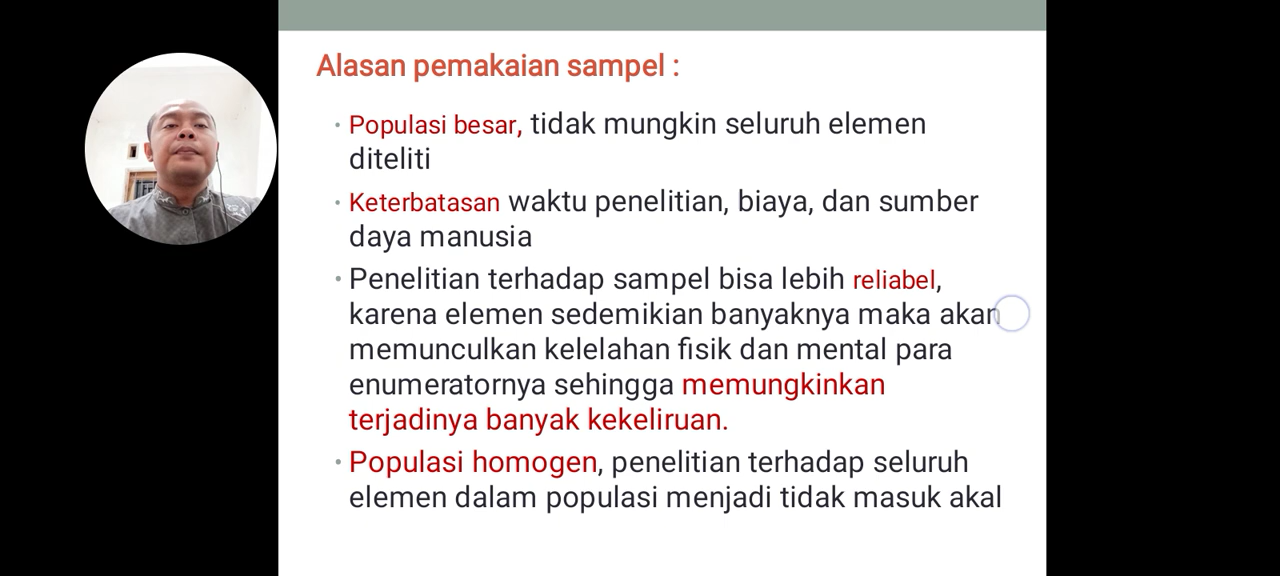 Alasan pemakaian sampel :
• Populasi besar, tidak mungkin seluruh elemen
diteliti
• Keterbatasan waktu penelitian, biaya, dan sumber
daya manusia
• Penelitian terhadap sampel bisa lebih reliabel,
karena elemen sedemikian banyaknya maka akan
memunculkan kelelahan fisik dan mental para
enumeratornya sehingga memungkinkan
terjadinya banyak kekeliruan.
• Populasi homogen, penelitian terhadap seluruh
elemen dalam populasi menjadi tidak masuk akal